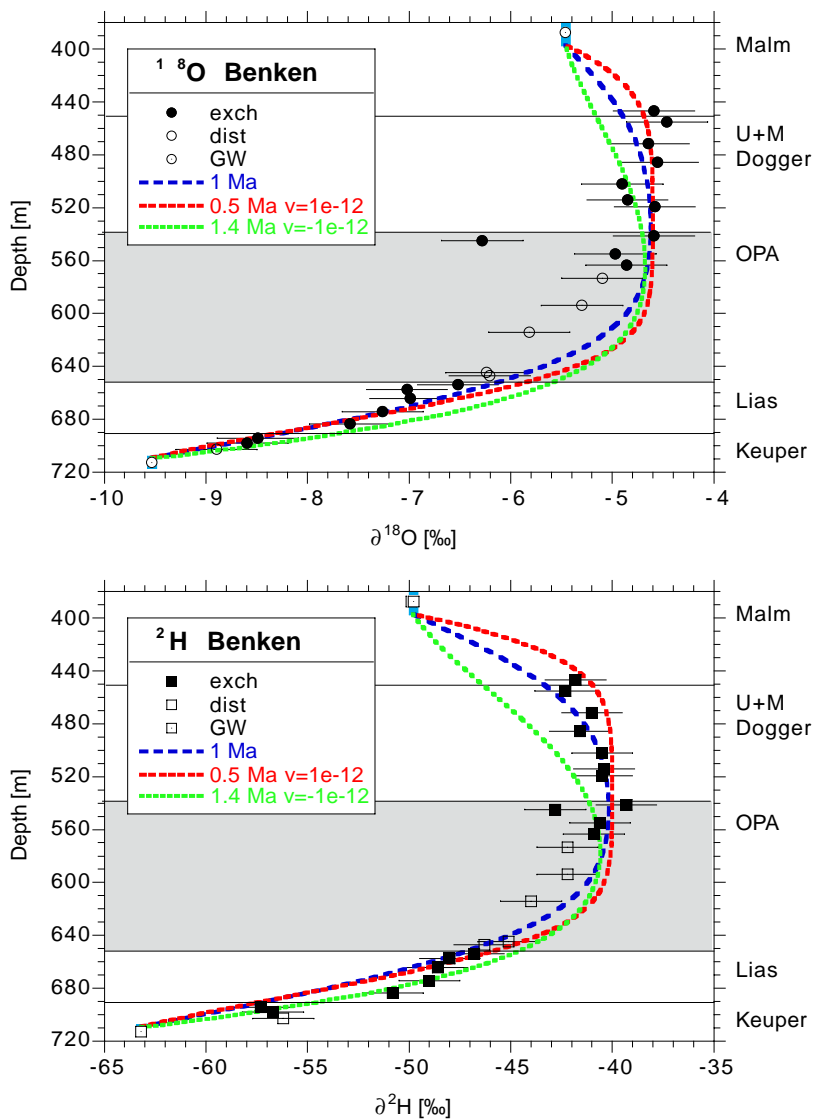 ¹ ⁸O Benken
exch
dist
GW
1 Ma
0.5 Ma v=1e-12
1.4 Ma v=-1e-12
400
440
480
520
560
600
640
680
720
Depth [m]
Malm
U+M
Dogger
OPA
Lias
Keuper
-10
-9
-8
-7
-6
-5
-4
∂¹⁸O [‰]
²H Benken
exch
dist
GW
1 Ma
0.5 Ma v=1e-12
1.4 Ma v=-1e-12
400
440
480
520
560
600
640
680
720
Depth [m]
Malm
U+M
Dogger
OPA
Lias
Keuper
-65
-60
-55
-50
-45
-40
-35
∂²H [‰]